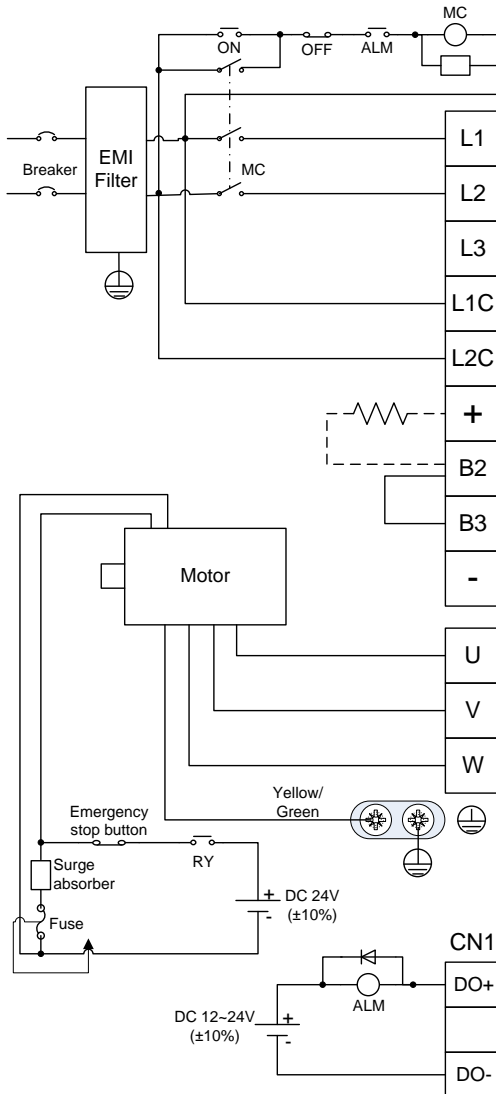 MC
ON
OFF
ALM
EMI
Filter
Breaker
MC
L1
L2
L3
L1C
L2C
+
B2
B3
-
Motor
U
V
W
Yellow/
Green
Emergency
stop button
RY
Surge
absorber
Fuse
+
-
DC 24V
(±10%)
CN1
DO+
ALM
DC 12~24V
(±10%)
+
-
DO-